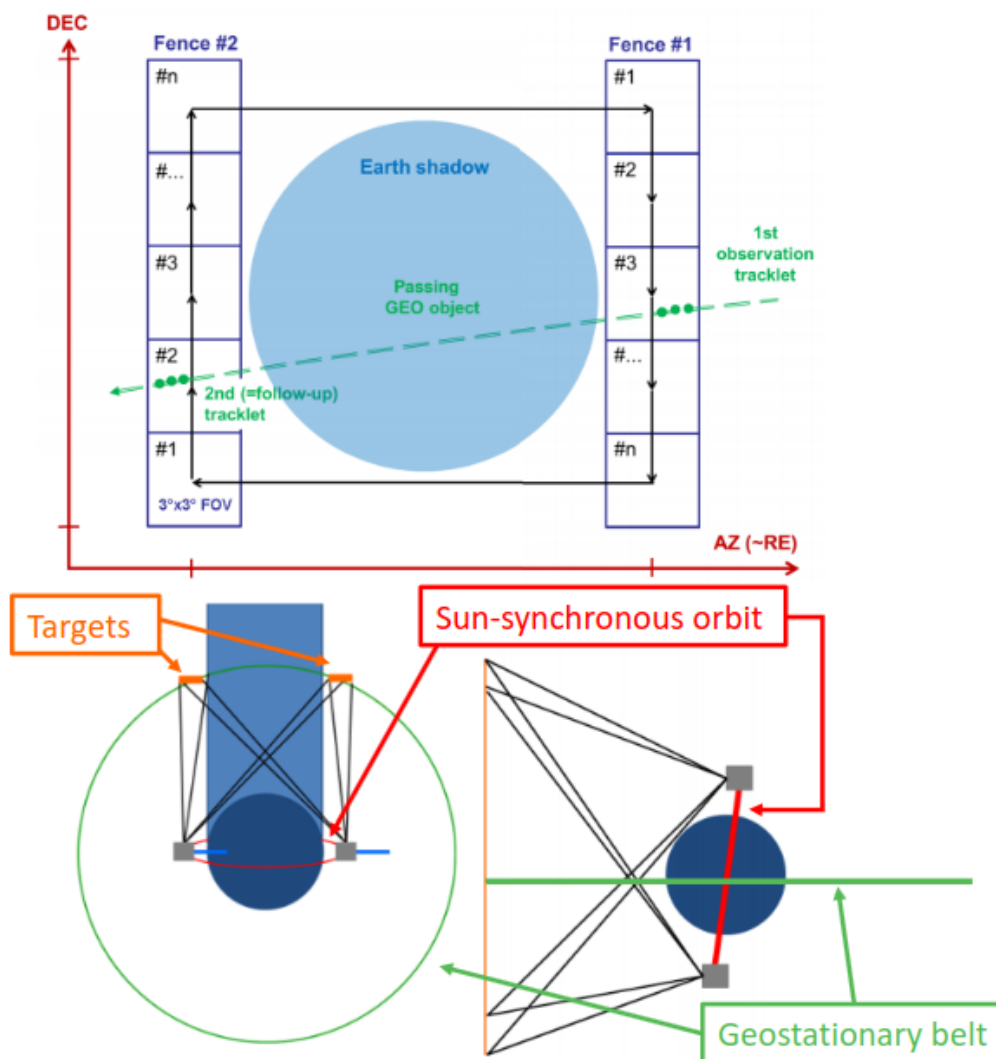 DEC
Fence #2
Fence #1
#n
#1
#...
Earth shadow
#2
1st
observation
tracklet
#3
#3
Passing
GEO object
#2
#...
2nd (=follow-up)
tracklet
#1
#n
3°x3° FOV
AZ (~RE)
Targets
Sun-synchronous orbit
Geostationary belt